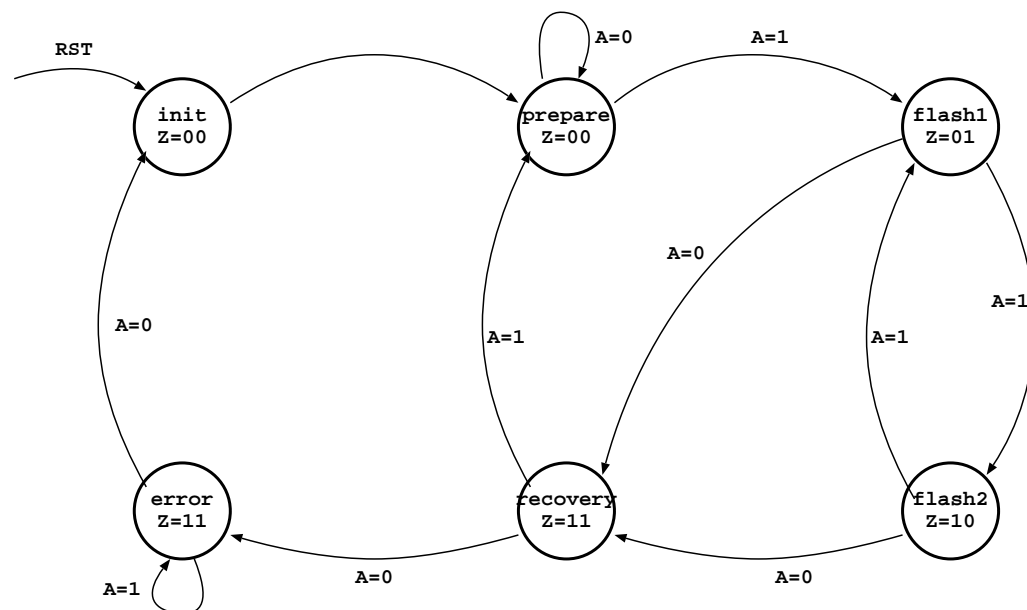 RST
A=0
A=1
init
Z=00
prepare
Z=00
flash1
Z=01
A=0
A=1
A=0
A=1
A=1
error
Z=11
recovery
Z=11
flash2
Z=10
A=1
A=0
A=0